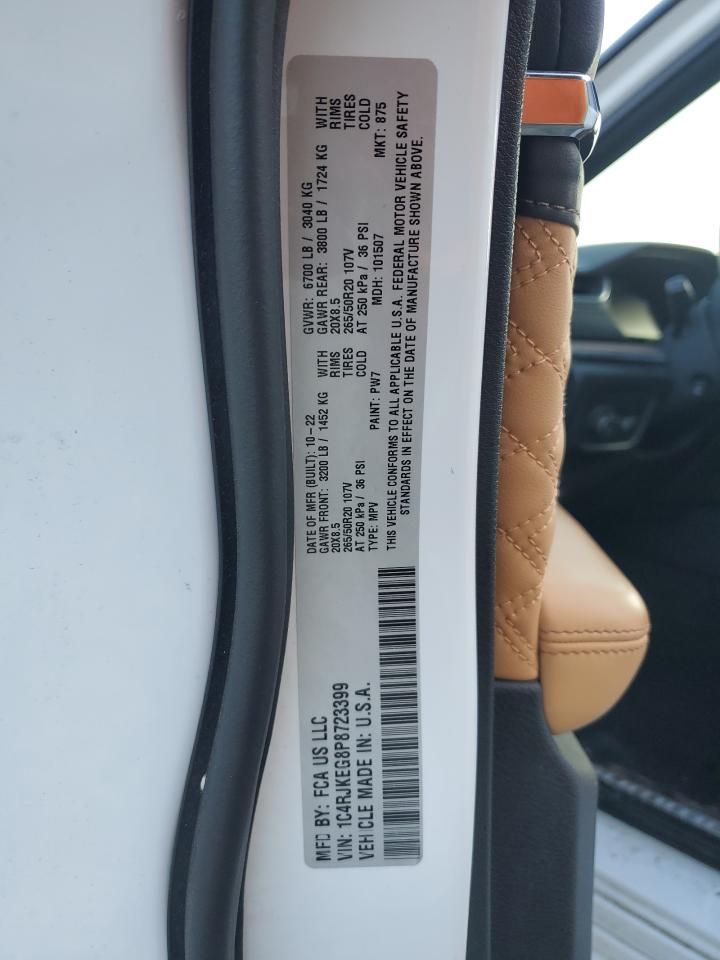 MFD BY: FCA US LLC
VIN: 1C4RJKEG8P8723399
VEHICLE MADE IN: U.S.A.
DATE OF MFR (BUILT): 10-22
GAWR FRONT: 3200 LB / 1452 KG WITH
20X8.5 RIMS
265/50R20 107V TIRES
AT 250 kPa / 36 PSI COLD
TYPE: MPV PAINT: PW7
GVWR: 6700 LB / 3040 KG
GAWR REAR: 3800 LB / 1724 KG WITH
20X8.5 RIMS
265/50R20 107V TIRES
AT 250 kPa / 36 PSI COLD
MDH: 101507 MKT: 875
THIS VEHICLE CONFORMS TO ALL APPLICABLE U.S.A. FEDERAL MOTOR VEHICLE SAFETY
STANDARDS IN EFFECT ON THE DATE OF MANUFACTURE SHOWN ABOVE.